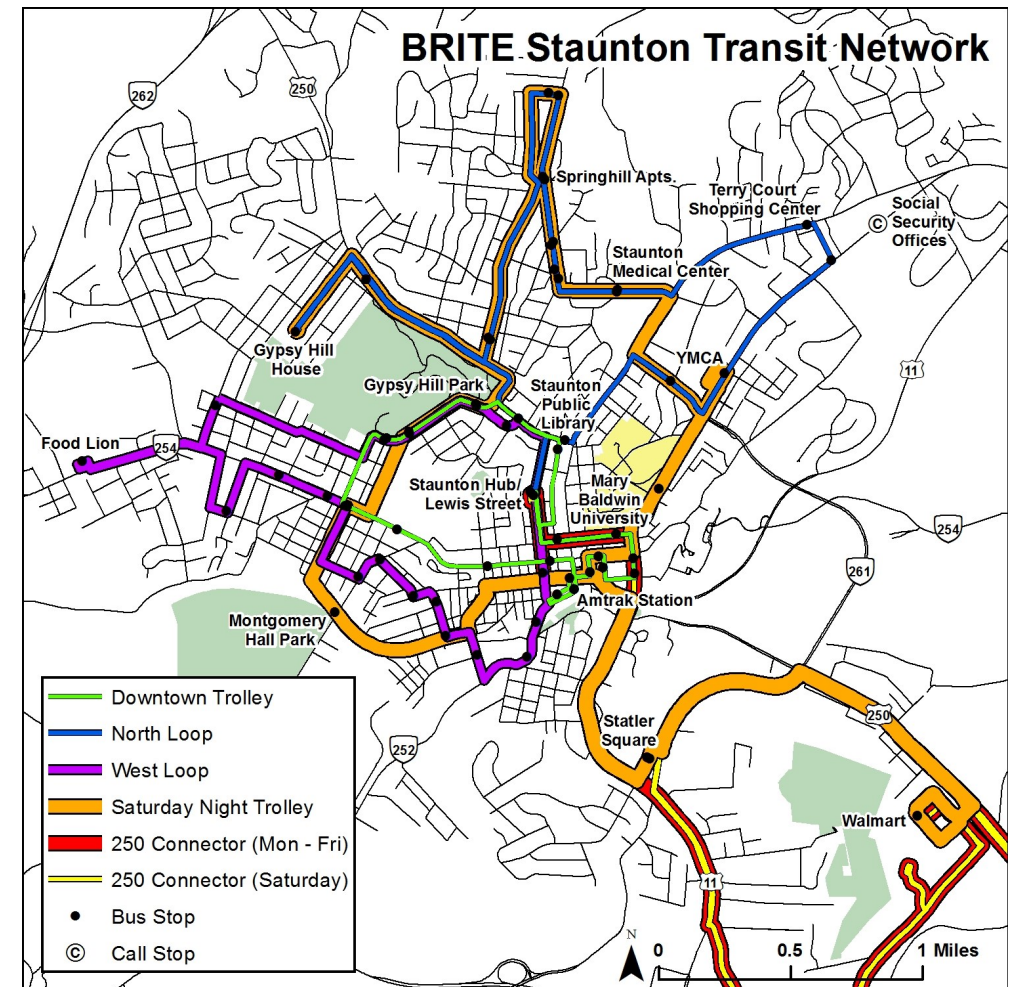 BRITE Staunton Transit Network
262
250
Springhill Apts.
Terry Court
Shopping Center
Social
Security
Offices
©
Staunton
Medical Center
Gypsy Hill
House
YMCA
11
Gypsy Hill Park
Staunton
Public
Library
Food Lion
254
Staunton Hub/
Lewis Street
Mary
Baldwin
University
254
261
Amtrak Station
Montgomery
Hall Park
Statler
Square
250
252
Walmart
11
Downtown Trolley
North Loop
West Loop
Saturday Night Trolley
250 Connector (Mon - Fri)
250 Connector (Saturday)
Bus Stop
© Call Stop
N
0 0.5 1 Miles